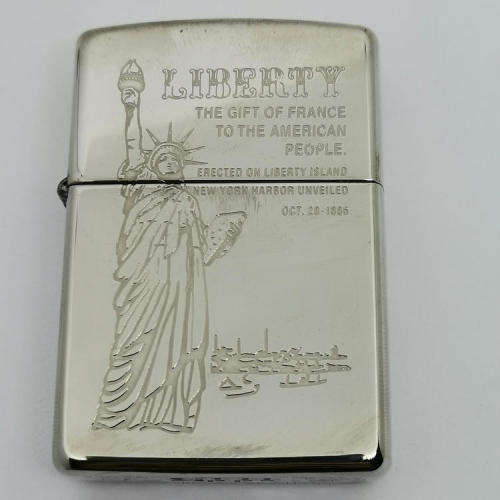 LIBERTY
THE GIFT OF FRANCE
TO THE AMERICAN
PEOPLE.
ERECTED ON LIBERTY ISLAND
NEW YORK HARBOR UNVEILED
OCT. 28-1886